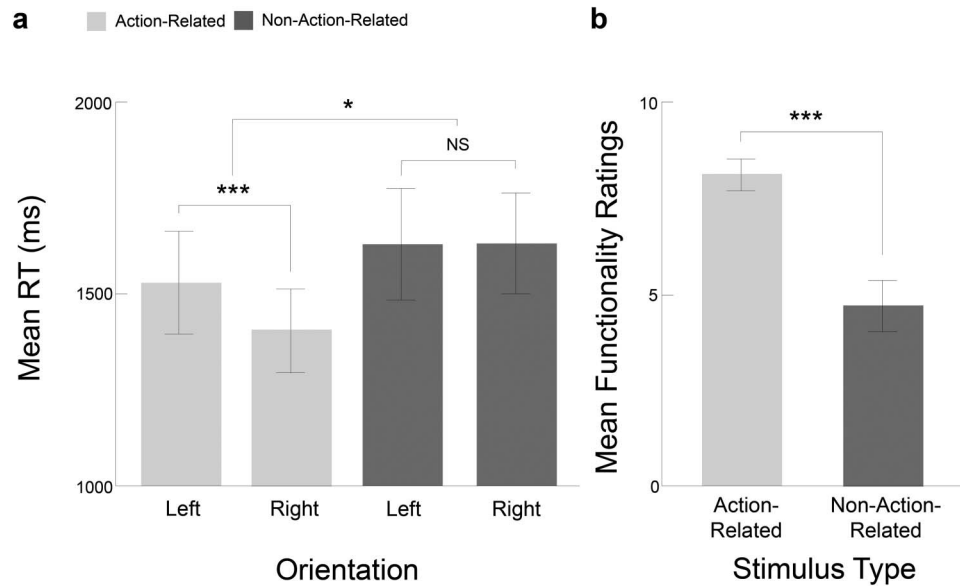 a
Action-Related
Non-Action-Related
Mean RT (ms)
2000
1500
1000
*
***
NS
Left
Right
Left
Right
Orientation
b
Mean Functionality Ratings
10
5
0
***
Action-
Related
Non-Action-
Related
Stimulus Type